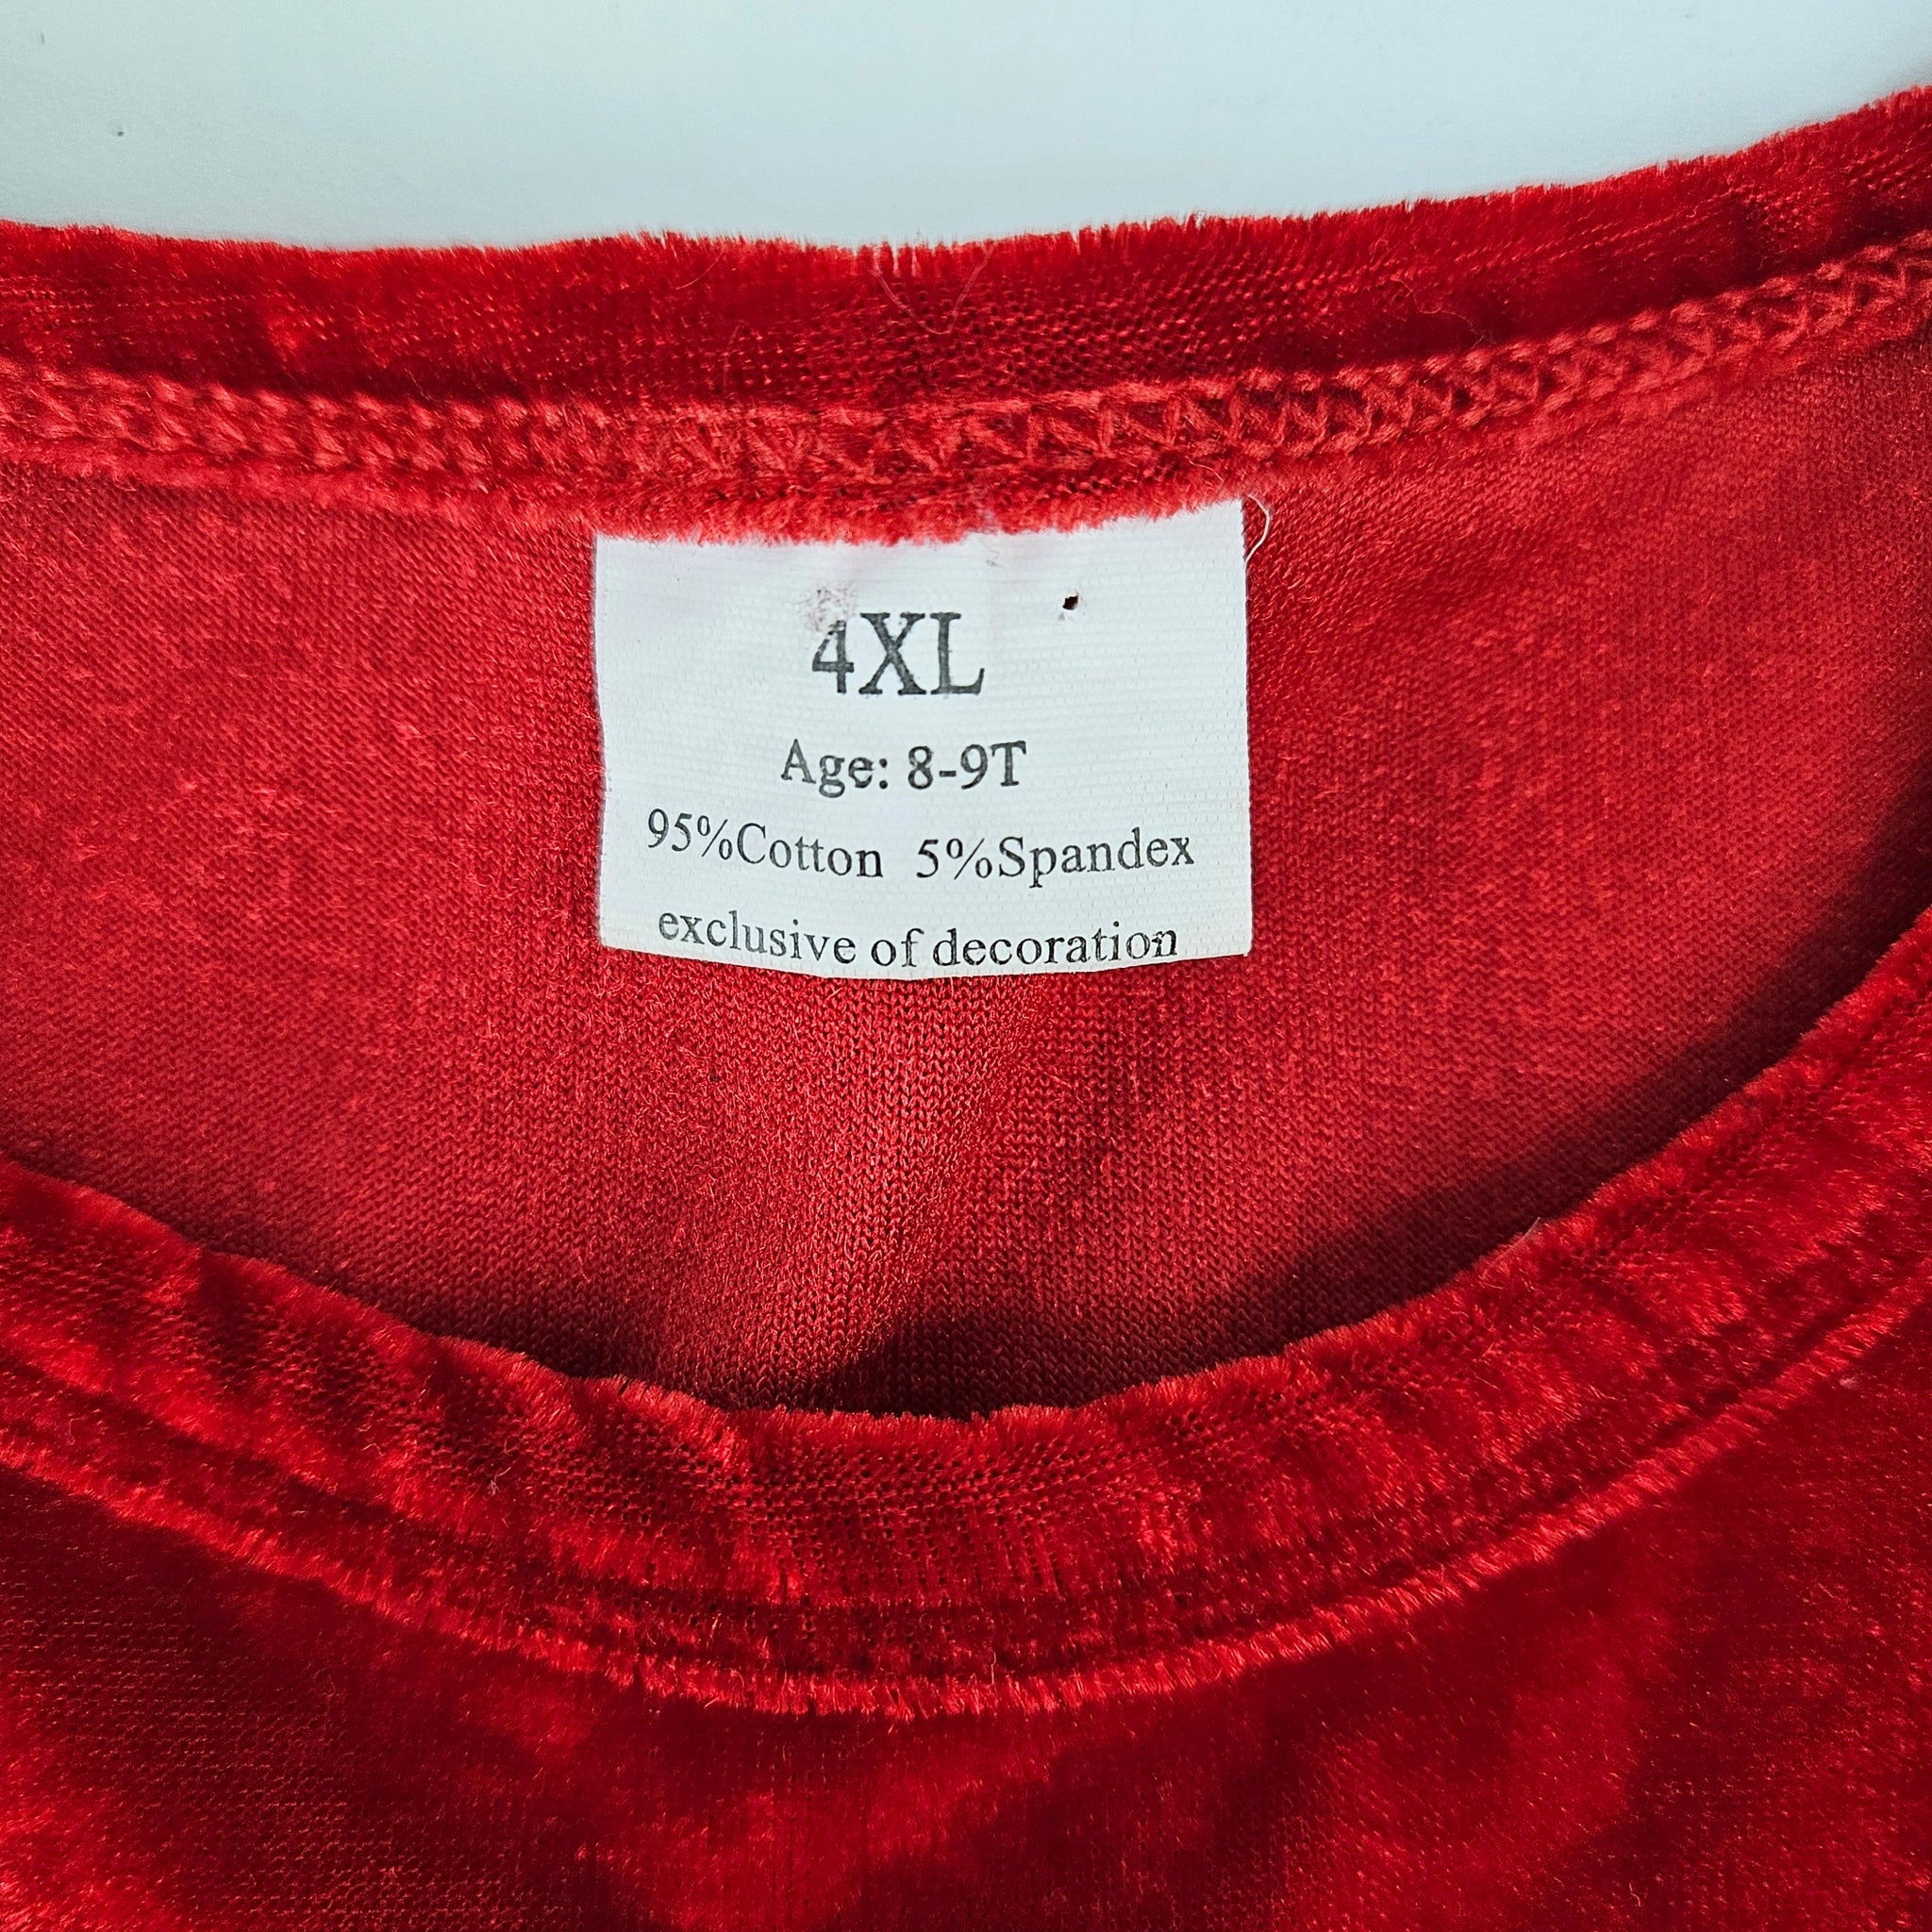 4XL
Age: 8-9T
95%Cotton 5%Spandex
exclusive of decoration